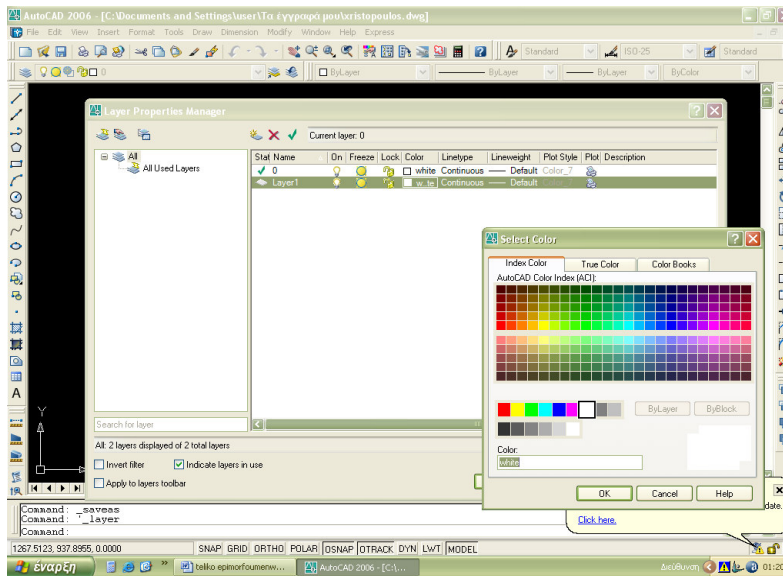 AutoCAD 2006 - [C:\Documents and Settings\user\Τα έγγραφά μου\xristopoulos.dwg]
File Edit View Insert Format Tools Draw Dimension Modify Window Help Express
Standard ISO-25 Standard
ByLayer ByLayer ByLayer ByColor
Layer Properties Manager
Current layer: 0
All
All Used Layers
Stat Name On Freeze Lock Color Linetype Lineweight Plot Style Plot Description
0 white Continuous Default Color_7
Layer1 w_te Continuous Default Color_7
Select Color
Index Color True Color Color Books
AutoCAD Color Index (ACI):
ByLayer ByBlock
Color:
white
OK Cancel Help
Search for layer
All: 2 layers displayed of 2 total layers
Invert filter Indicate layers in use
Apply to layers toolbar
Command: _saveas
Command: '_layer
Command:
date.
Click here.
1267.5123, 937.8955, 0.0000 SNAP GRID ORTHO POLAR OSNAP OTRACK DYN LWT MODEL
έναρξη teliko epimorfoumenw... AutoCAD 2006 - [C:\... Διεύθυνση